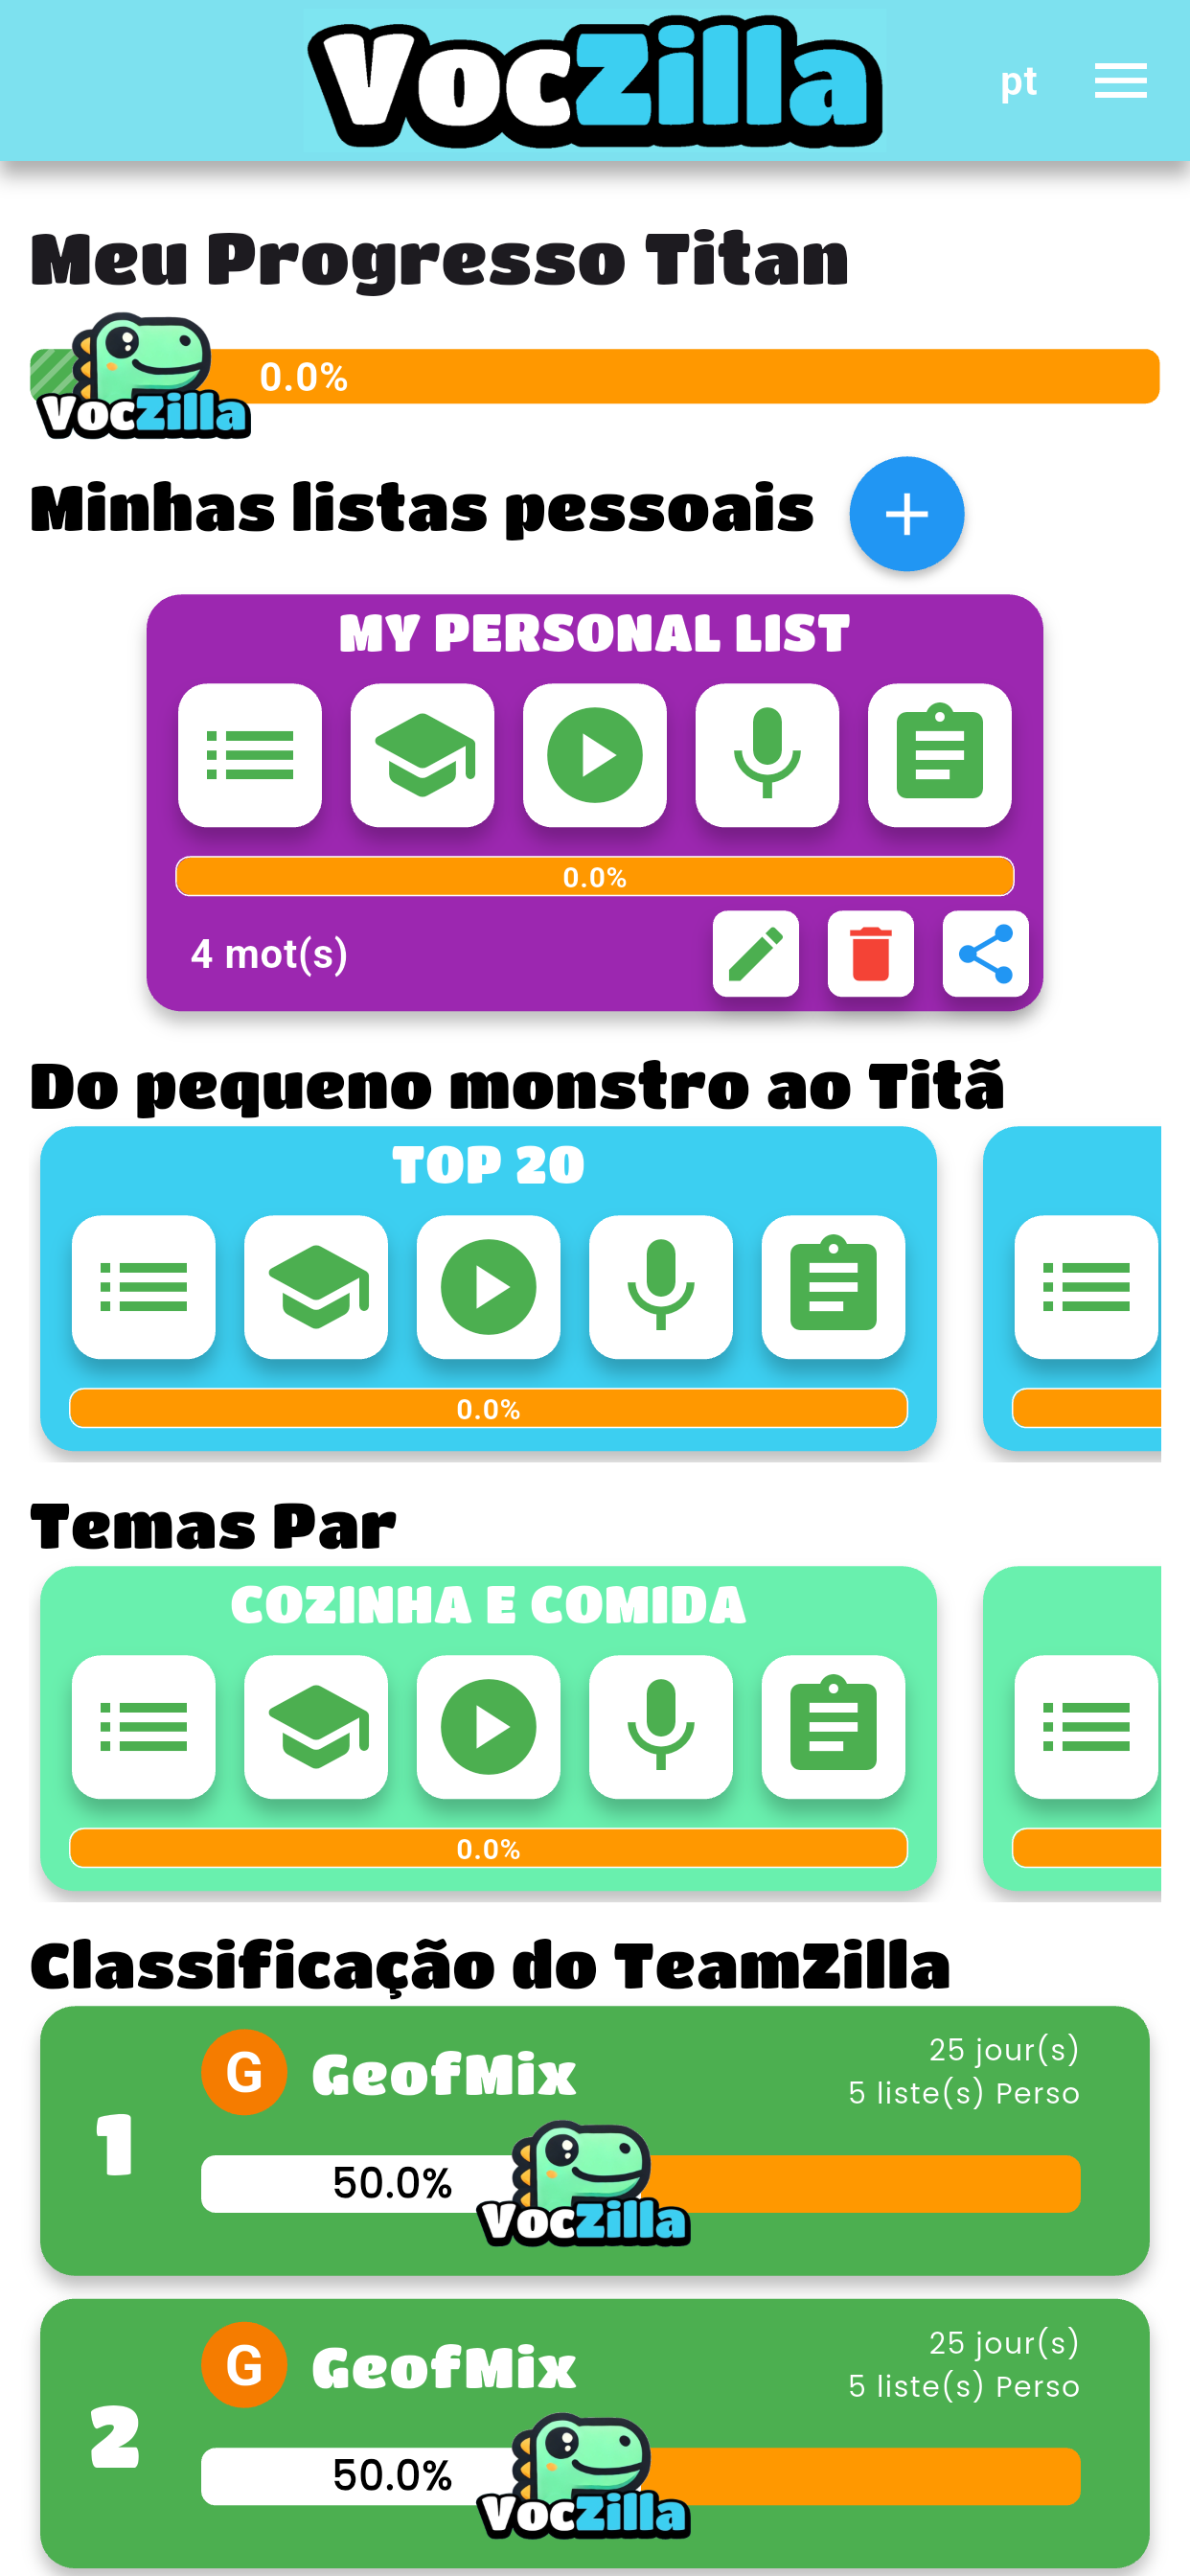 VocZilla
pt
Meu Progresso Titan
0.0%
VocZilla
Minhas listas pessoais
MY PERSONAL LIST
0.0%
4 mot(s)
Do pequeno monstro ao Titã
TOP 20
0.0%
Temas Par
COZINHA E COMIDA
0.0%
Classificação do TeamZilla
1
G
GeofMix
25 jour(s)
5 liste(s) Perso
50.0%
VocZilla
2
G
GeofMix
25 jour(s)
5 liste(s) Perso
50.0%
VocZilla